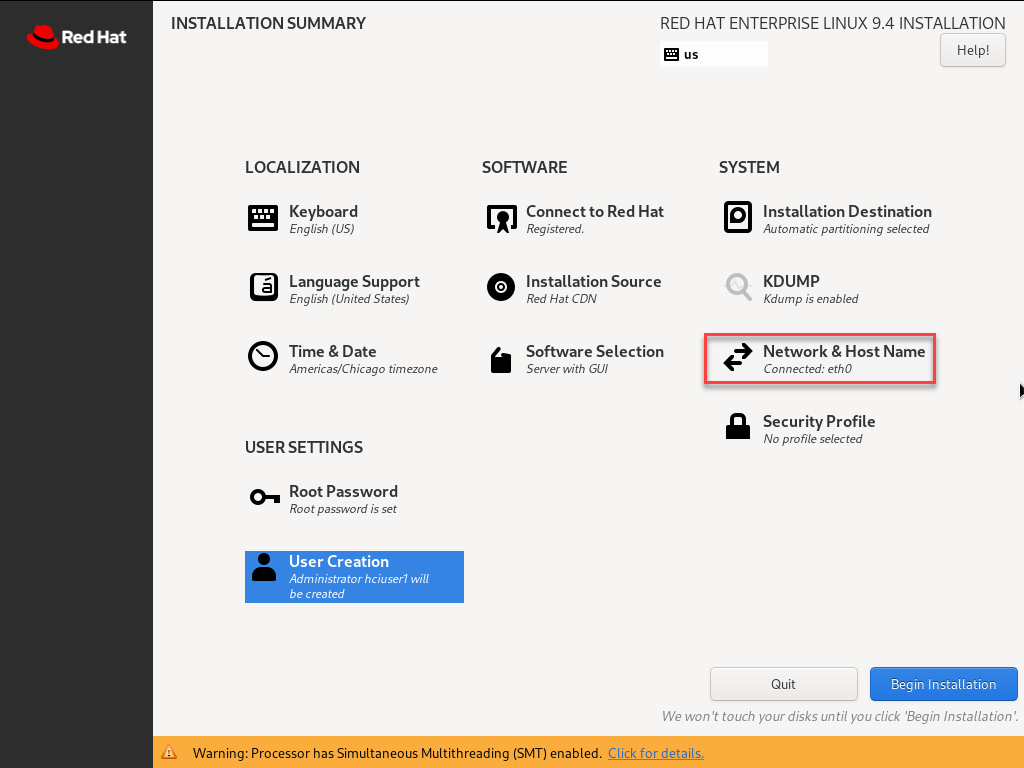 Red Hat
INSTALLATION SUMMARY
RED HAT ENTERPRISE LINUX 9.4 INSTALLATION
us
Help!
LOCALIZATION
Keyboard
English (US)
Language Support
English (United States)
Time & Date
Americas/Chicago timezone
SOFTWARE
Connect to Red Hat
Registered.
Installation Source
Red Hat CDN
Software Selection
Server with GUI
SYSTEM
Installation Destination
Automatic partitioning selected
KDUMP
Kdump is enabled
Network & Host Name
Connected: eth0
Security Profile
No profile selected
USER SETTINGS
Root Password
Root password is set
User Creation
Administrator hciuser1 will
be created
Quit
Begin Installation
We won't touch your disks until you click 'Begin Installation'.
Warning: Processor has Simultaneous Multithreading (SMT) enabled. Click for details.